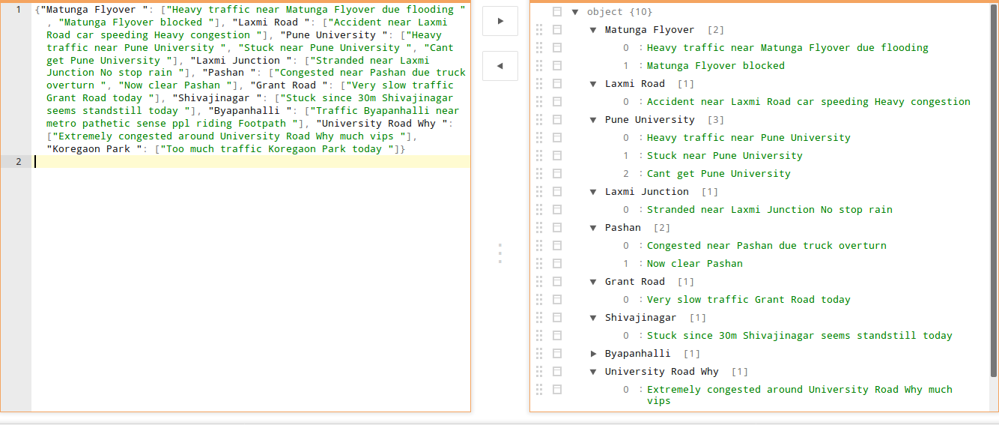 1 {"Matunga Flyover ": ["Heavy traffic near Matunga Flyover due flooding "
, "Matunga Flyover blocked "], "Laxmi Road ": ["Accident near Laxmi
Road car speeding Heavy congestion "], "Pune University ": ["Heavy
traffic near Pune University ", "Stuck near Pune University ", "Cant
get Pune University "], "Laxmi Junction ": ["Stranded near Laxmi
Junction No stop rain "], "Pashan ": ["Congested near Pashan due truck
overturn ", "Now clear Pashan "], "Grant Road ": ["Very slow traffic
Grant Road today "], "Shivajinagar ": ["Stuck since 30m Shivajinagar
seems standstill today "], "Byapanhalli ": ["Traffic Byapanhalli near
metro pathetic sense ppl riding Footpath "], "University Road Why ":
["Extremely congested around University Road Why much vips "],
"Koregaon Park ": ["Too much traffic Koregaon Park today "]}
2
object {10}
Matunga Flyover [2]
0 : Heavy traffic near Matunga Flyover due flooding
1 : Matunga Flyover blocked
Laxmi Road [1]
0 : Accident near Laxmi Road car speeding Heavy congestion
Pune University [3]
0 : Heavy traffic near Pune University
1 : Stuck near Pune University
2 : Cant get Pune University
Laxmi Junction [1]
0 : Stranded near Laxmi Junction No stop rain
Pashan [2]
0 : Congested near Pashan due truck overturn
1 : Now clear Pashan
Grant Road [1]
0 : Very slow traffic Grant Road today
Shivajinagar [1]
0 : Stuck since 30m Shivajinagar seems standstill today
Byapanhalli [1]
University Road Why [1]
0 : Extremely congested around University Road Why much
vips